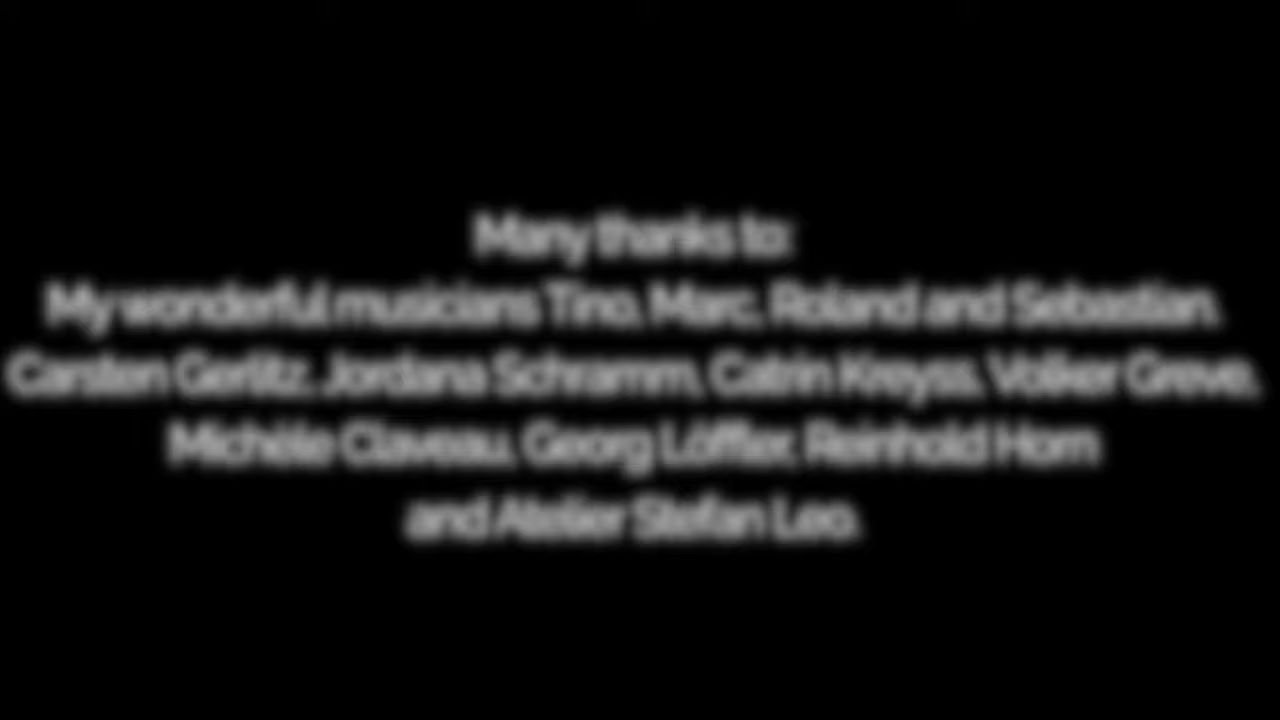 Many thanks to:
My wonderful musicians Tino, Marc, Roland and Sebastian.
Carsten Gerlitz, Jordana Schramm, Catrin Kreyss, Volker Greve,
Michèle Claveau, Georg Löffler, Reinhold Horn
and Atelier Stefan Leo.